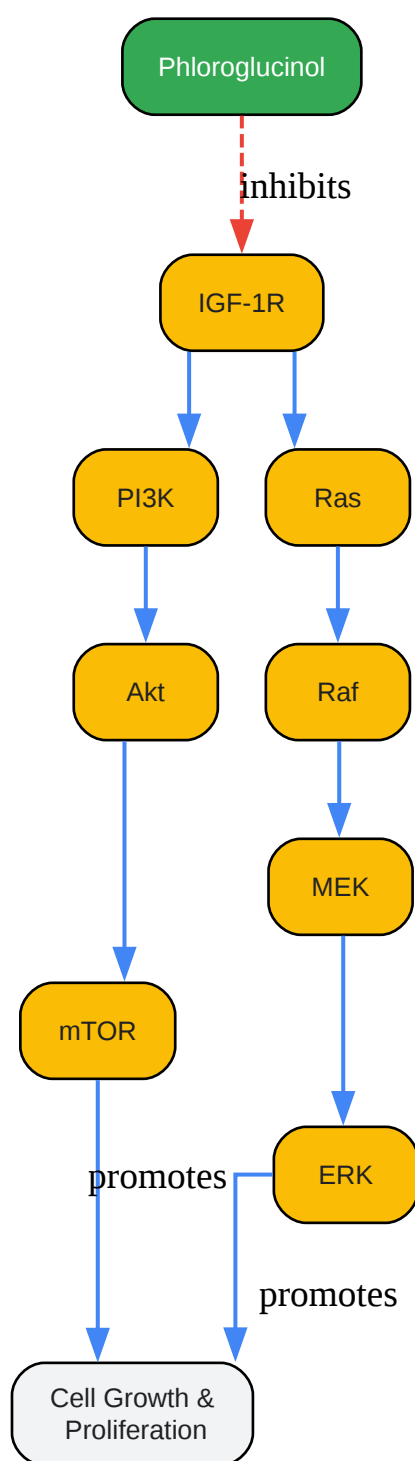 Phloroglucinol
inhibits
IGF-1R
PI3K
Ras
Akt
Raf
MEK
mTOR
ERK
promotes
promotes
Cell Growth &
Proliferation